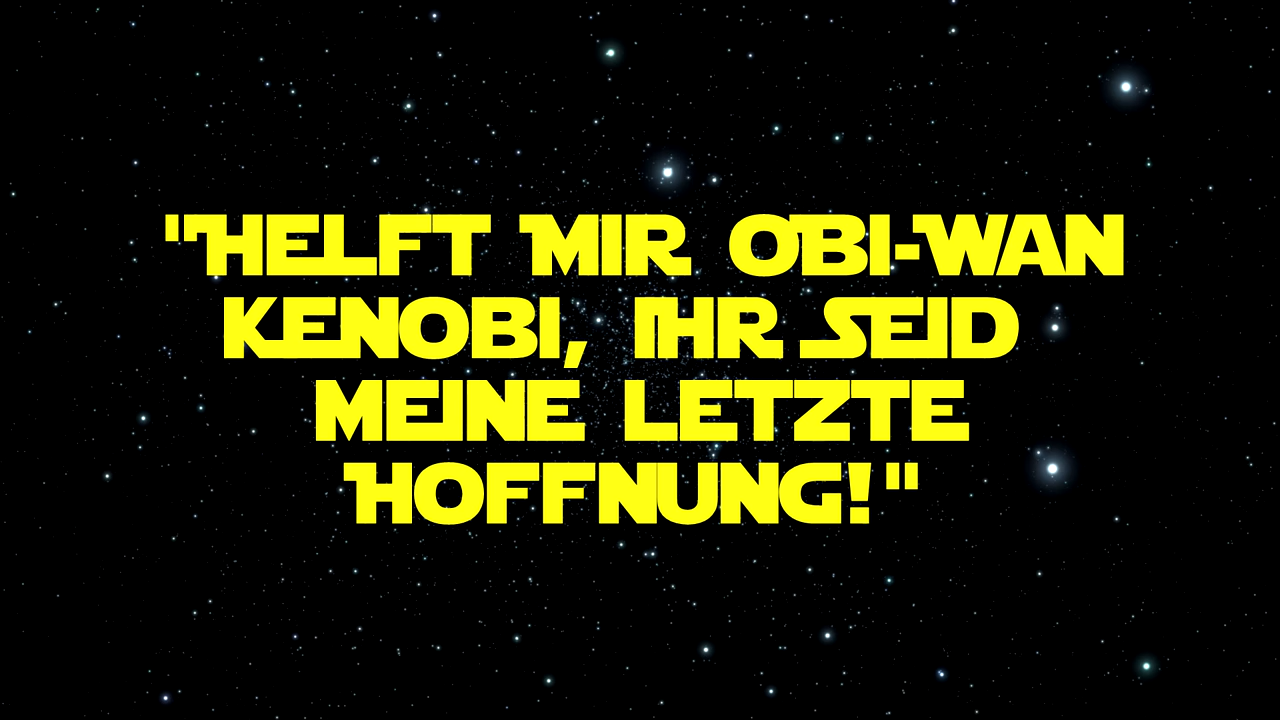 "HELFT MIR OBI-WAN
KENOBI, IHR SEID
MEINE LETZTE
HOFFNUNG!"